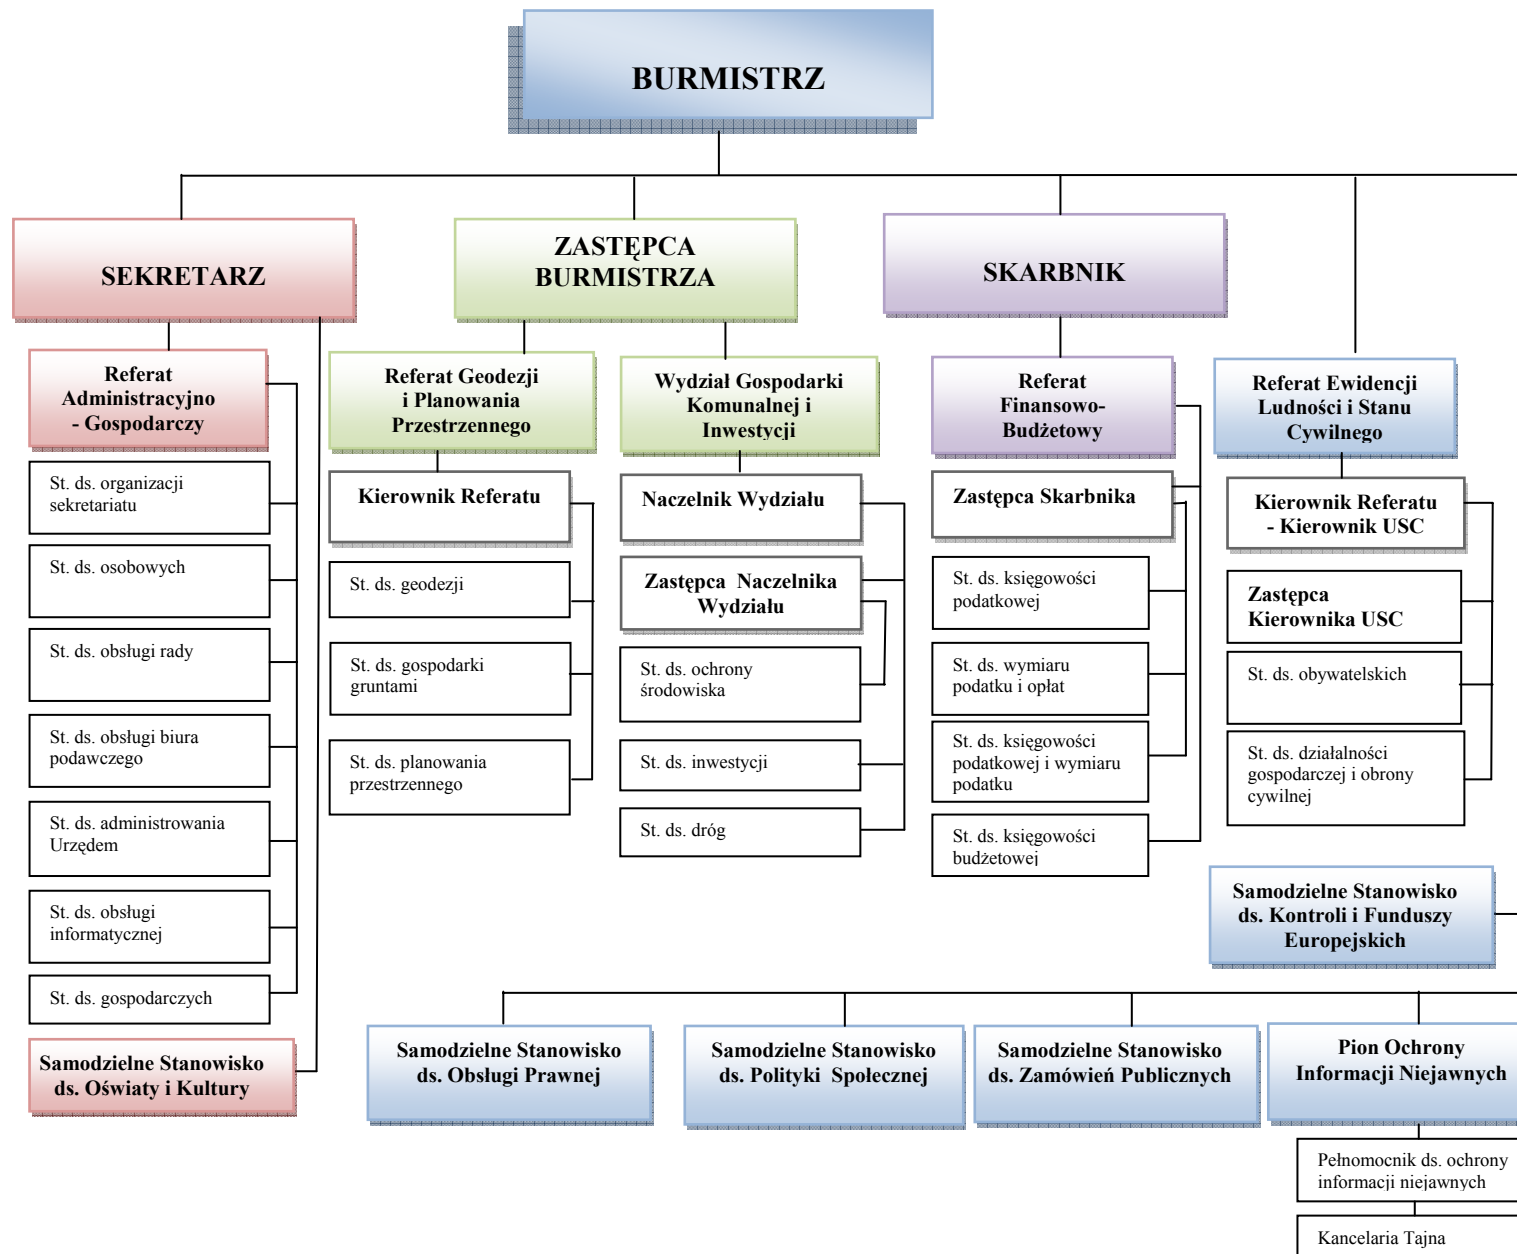 BURMISTRZ
SEKRETARZ
ZASTĘPCA
BURMISTRZA
SKARBNIK
Referat
Administracyjno
- Gospodarczy
Referat Geodezji
i Planowania
Przestrzennego
Wydział Gospodarki
Komunalnej i
Inwestycji
Referat
Finansowo-
Budżetowy
Referat Ewidencji
Ludności i Stanu
Cywilnego
St. ds. organizacji
sekretariatu
St. ds. osobowych
St. ds. obsługi rady
St. ds. obsługi biura
podawczego
St. ds. administrowania
Urzędem
St. ds. obsługi
informatycznej
St. ds. gospodarczych
Samodzielne Stanowisko
ds. Oświaty i Kultury
Kierownik Referatu
St. ds. geodezji
St. ds. gospodarki
gruntami
St. ds. planowania
przestrzennego
Naczelnik Wydziału
Zastępca  Naczelnika
Wydziału
St. ds. ochrony
środowiska
St. ds. inwestycji
St. ds. dróg
Zastępca Skarbnika
St. ds. księgowości
podatkowej
St. ds. wymiaru
podatku i opłat
St. ds. księgowości
podatkowej i wymiaru
podatku
St. ds. księgowości
budżetowej
Kierownik Referatu
- Kierownik USC
Zastępca
Kierownika USC
St. ds. obywatelskich
St. ds. działalności
gospodarczej i obrony
cywilnej
Samodzielne Stanowisko
ds. Kontroli i Funduszy
Europejskich
Samodzielne Stanowisko
ds. Obsługi Prawnej
Samodzielne Stanowisko
ds. Polityki  Społecznej
Samodzielne Stanowisko
ds. Zamówień Publicznych
Pion Ochrony
Informacji Niejawnych
Pełnomocnik ds. ochrony
informacji niejawnych
Kancelaria Tajna